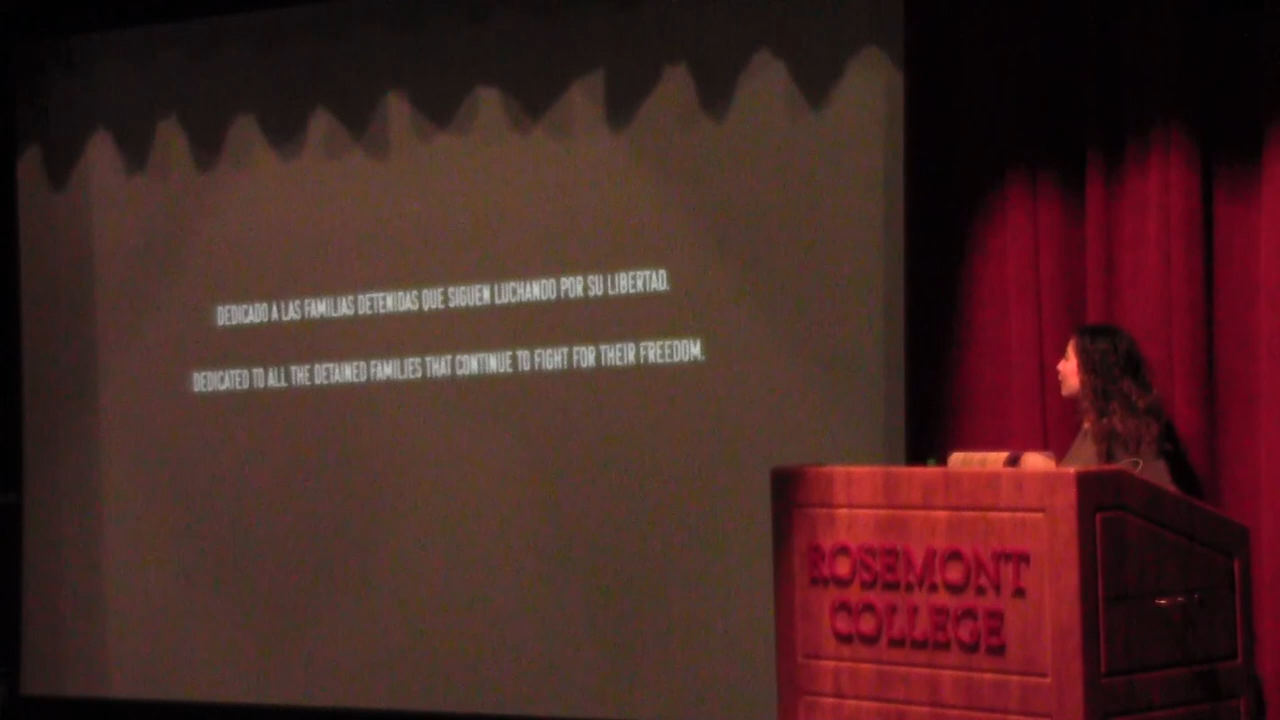 DEDICADO A LAS FAMILIAS DETENIDAS QUE SIGUEN LUCHANDO POR SU LIBERTAD.
DEDICATED TO ALL THE DETAINED FAMILIES THAT CONTINUE TO FIGHT FOR THEIR FREEDOM.
ROSEMONT
COLLEGE